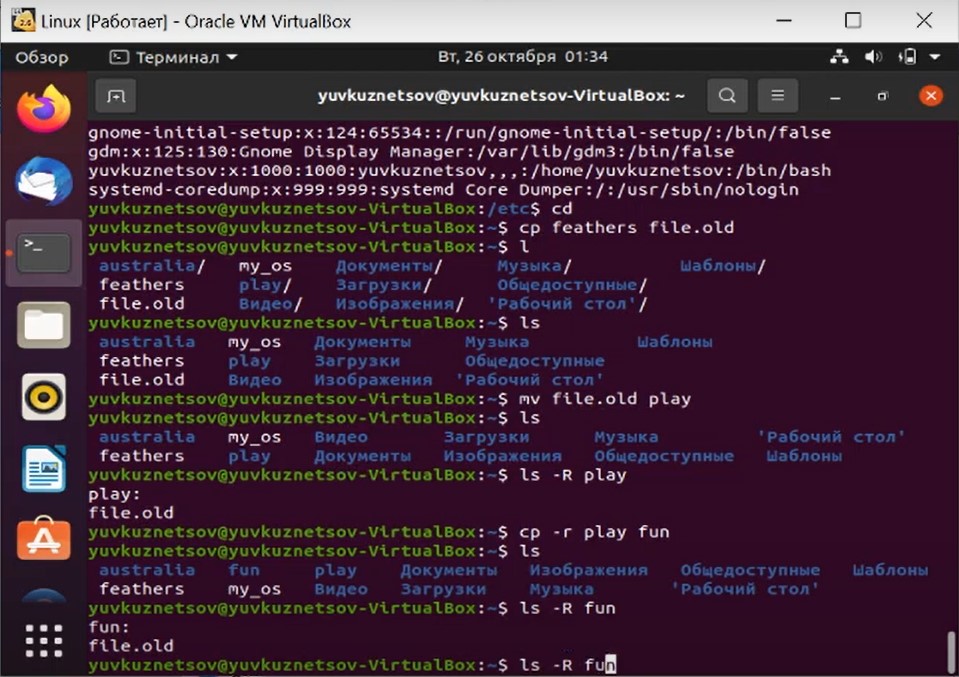 Linux [Работает] - Oracle VM VirtualBox
Обзор Терминал Вт, 26 октября 01:34
yuvkuznetsov@yuvkuznetsov-VirtualBox: ~
gnome-initial-setup:x:124:65534::/run/gnome-initial-setup/:/bin/false
gdm:x:125:130:Gnome Display Manager:/var/lib/gdm3:/bin/false
yuvkuznetsov:x:1000:1000:yuvkuznetsov,,,:/home/yuvkuznetsov:/bin/bash
systemd-coredump:x:999:999:systemd Core Dumper:/:/usr/sbin/nologin
yuvkuznetsov@yuvkuznetsov-VirtualBox:/etc$ cd
yuvkuznetsov@yuvkuznetsov-VirtualBox:~$ cp feathers file.old
yuvkuznetsov@yuvkuznetsov-VirtualBox:~$ l
australia/ my_os Документы/ Музыка/ Шаблоны/
feathers play/ Загрузки/ Общедоступные/
file.old Видео/ Изображения/ 'Рабочий стол'/
yuvkuznetsov@yuvkuznetsov-VirtualBox:~$ ls
australia my_os Документы Музыка Шаблоны
feathers play Загрузки Общедоступные
file.old Видео Изображения 'Рабочий стол'
yuvkuznetsov@yuvkuznetsov-VirtualBox:~$ mv file.old play
yuvkuznetsov@yuvkuznetsov-VirtualBox:~$ ls
australia my_os Видео Загрузки Музыка 'Рабочий стол'
feathers play Документы Изображения Общедоступные Шаблоны
yuvkuznetsov@yuvkuznetsov-VirtualBox:~$ ls -R play
play:
file.old
yuvkuznetsov@yuvkuznetsov-VirtualBox:~$ cp -r play fun
yuvkuznetsov@yuvkuznetsov-VirtualBox:~$ ls
australia fun play Документы Изображения Общедоступные Шаблоны
feathers my_os Видео Загрузки Музыка 'Рабочий стол'
yuvkuznetsov@yuvkuznetsov-VirtualBox:~$ ls -R fun
fun:
file.old
yuvkuznetsov@yuvkuznetsov-VirtualBox:~$ ls -R fun